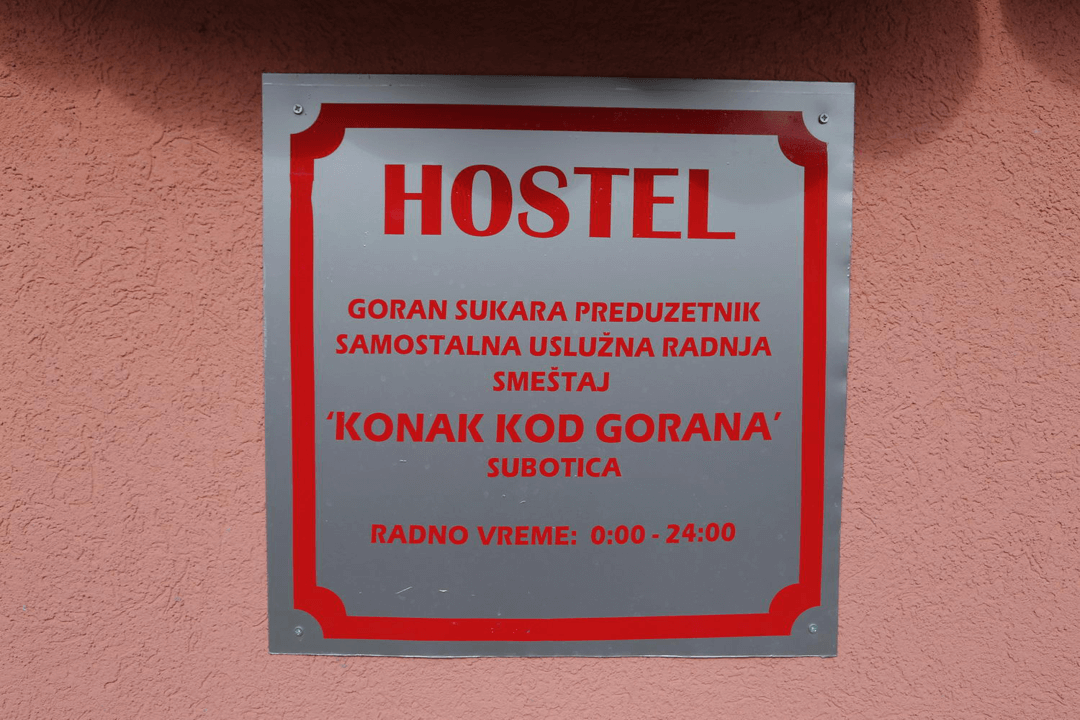 HOSTEL
GORAN SUKARA PREDUZETNIK
SAMOSTALNA USLUŽNA RADNJA
SMEŠTAJ
‘KONAK KOD GORANA’
SUBOTICA
RADNO VREME: 0:00 - 24:00